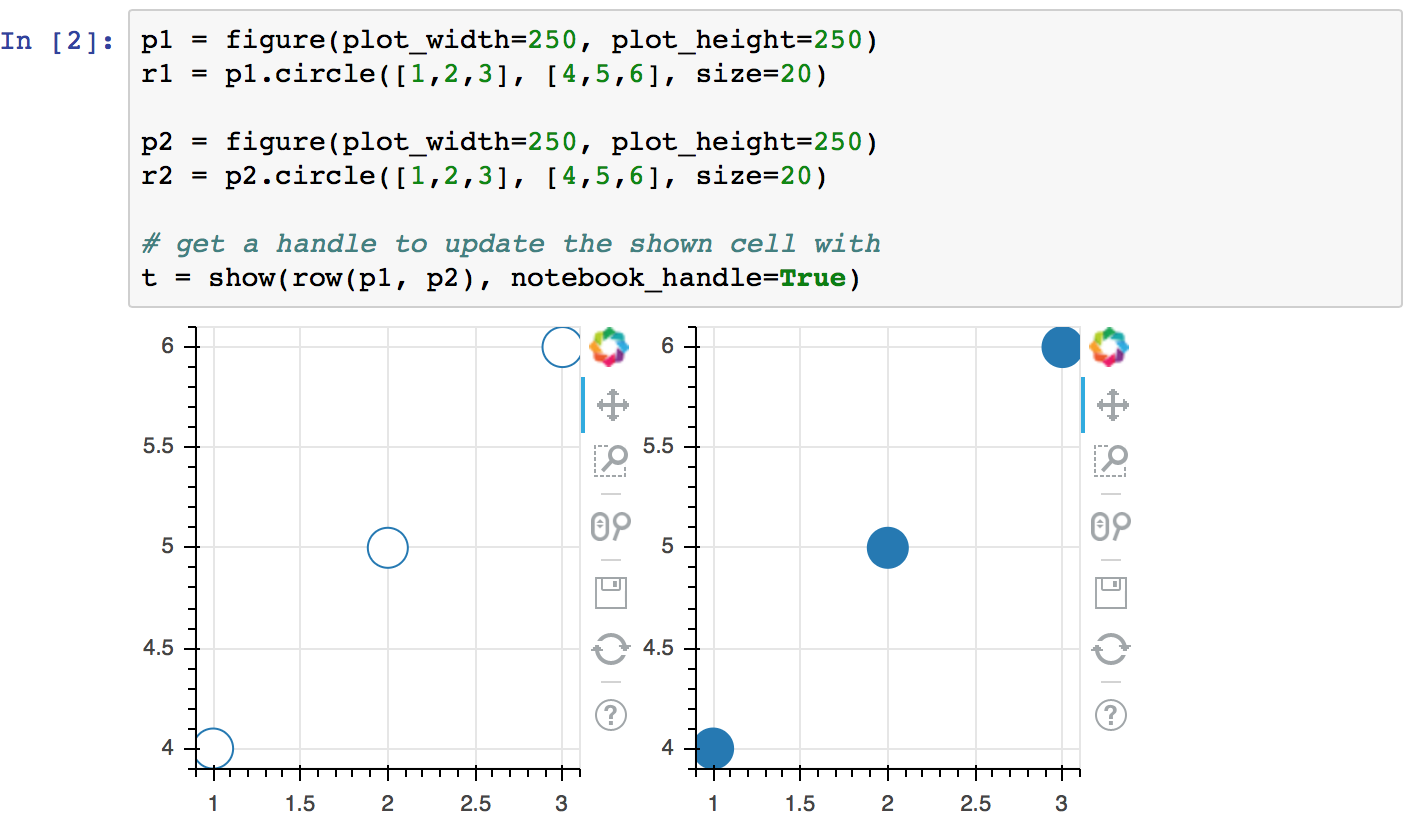 In [2]:
p1 = figure(plot_width=250, plot_height=250)
r1 = p1.circle([1,2,3], [4,5,6], size=20)
p2 = figure(plot_width=250, plot_height=250)
r2 = p2.circle([1,2,3], [4,5,6], size=20)
# get a handle to update the shown cell with
t = show(row(p1, p2), notebook_handle=True)
6
5.5
5
4.5
4
1 1.5 2 2.5 3
?
6
5.5
5
4.5
4
1 1.5 2 2.5 3
?